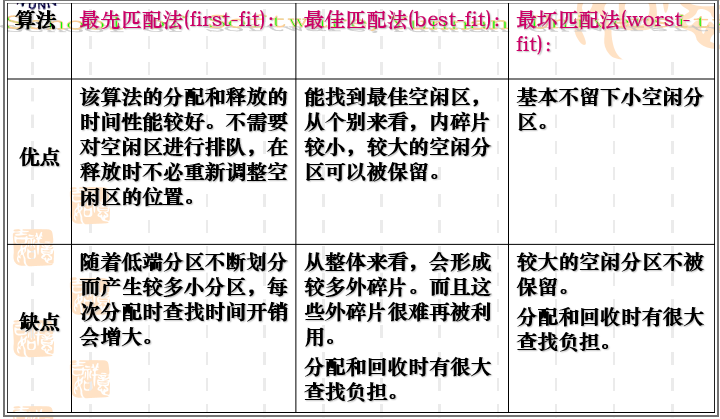 算法
最先匹配法(first-fit)：
最佳匹配法(best-fit)：
最坏匹配法(worst-
fit)：
优点
该算法的分配和释放的
时间性能较好。不需要
对空闲区进行排队，在
释放时不必重新调整空
闲区的位置。
能找到最佳空闲区，
从个别来看，内碎片
较小，较大的空闲分
区可以被保留。
基本不留下小空闲分
区。
缺点
随着低端分区不断划分
而产生较多小分区，每
次分配时查找时间开销
会增大。
从整体来看，会形成
较多外碎片。而且这
些外碎片很难再被利
用。
分配和回收时有很大
查找负担。
较大的空闲分区不被
保留。
分配和回收时有很大
查找负担。